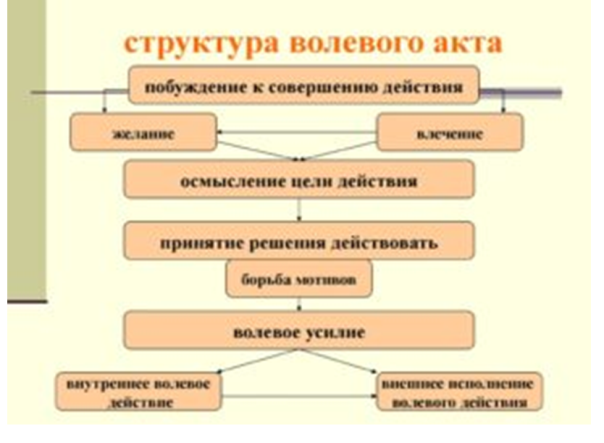 структура волевого акта
побуждение к совершению действия
желание
влечение
осмысление цели действия
принятие решения действовать
борьба мотивов
волевое усилие
внутреннее волевое
действие
внешнее исполнение
волевого действия